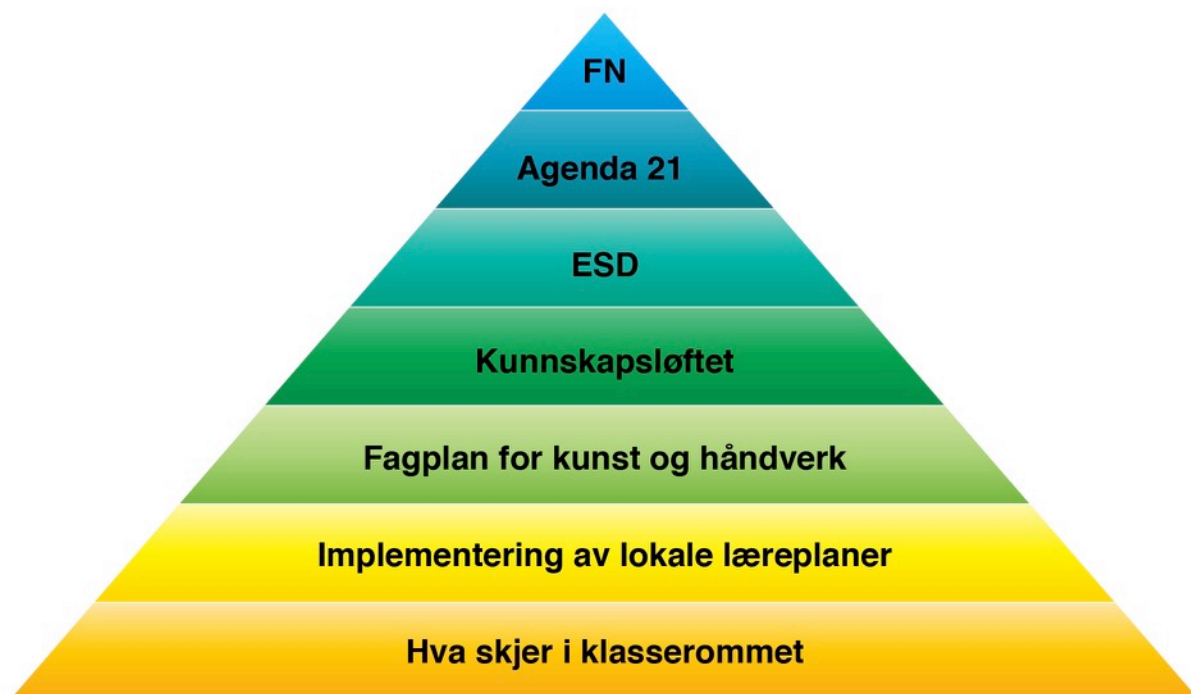 FN
Agenda 21
ESD
Kunnskapsløftet
Fagplan for kunst og håndverk
Implementering av lokale læreplaner
Hva skjer i klasserommet